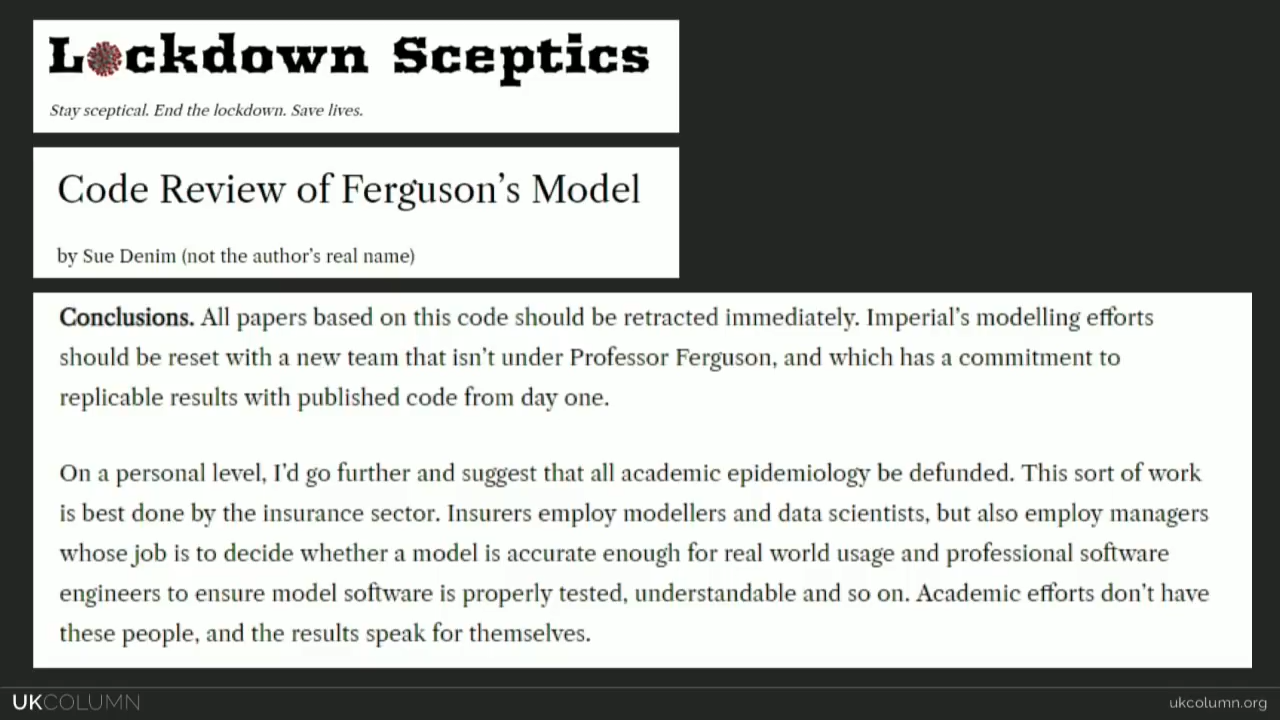 Lockdown Sceptics
Stay sceptical. End the lockdown. Save lives.
Code Review of Ferguson's Model
by Sue Denim (not the author's real name)
Conclusions. All papers based on this code should be retracted immediately. Imperial's modelling efforts
should be reset with a new team that isn't under Professor Ferguson, and which has a commitment to
replicable results with published code from day one.
On a personal level, I'd go further and suggest that all academic epidemiology be defunded. This sort of work
is best done by the insurance sector. Insurers employ modellers and data scientists, but also employ managers
whose job is to decide whether a model is accurate enough for real world usage and professional software
engineers to ensure model software is properly tested, understandable and so on. Academic efforts don't have
these people, and the results speak for themselves.
UKCOLUMN
ukcolumn.org